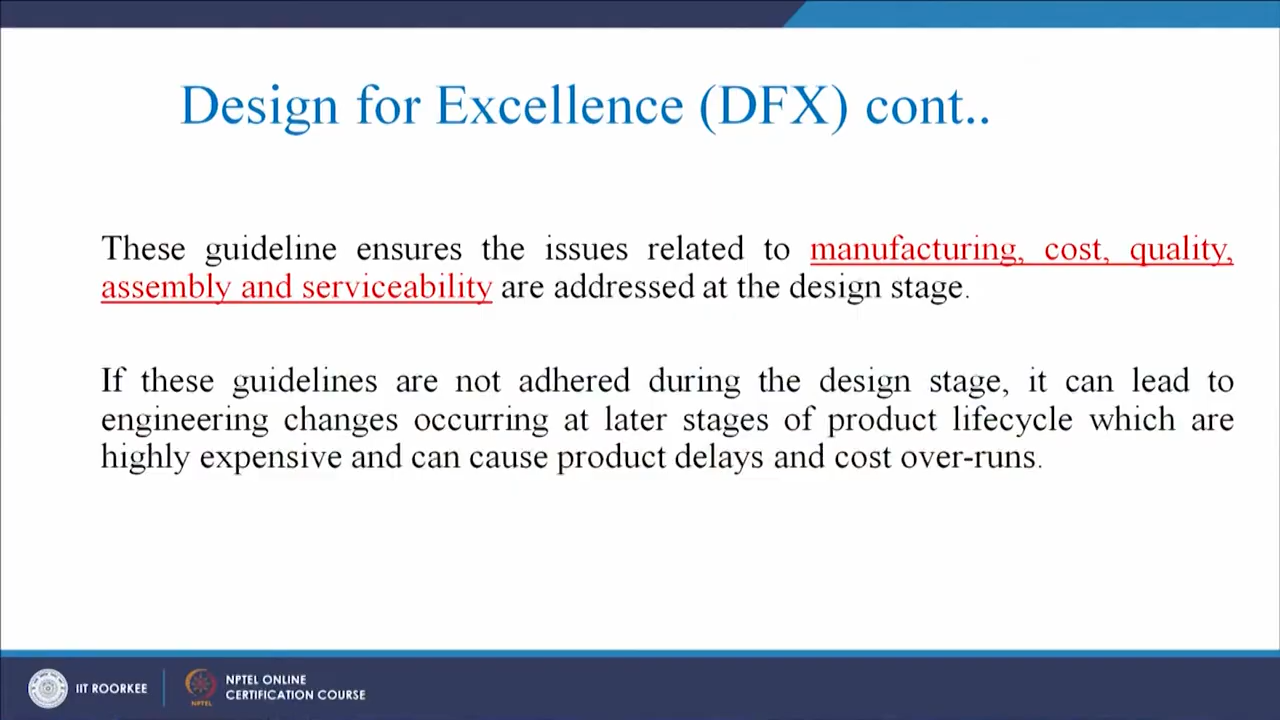 Design for Excellence (DFX) cont..
These guideline ensures the issues related to manufacturing, cost, quality,
assembly and serviceability are addressed at the design stage.
If these guidelines are not adhered during the design stage, it can lead to
engineering changes occurring at later stages of product lifecycle which are
highly expensive and can cause product delays and cost over-runs.
IIT ROORKEE
NPTEL
NPTEL ONLINE
CERTIFICATION COURSE